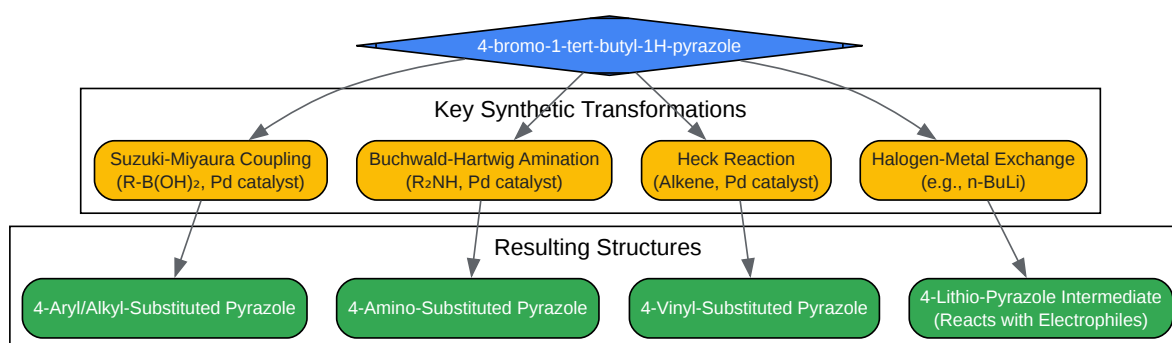 4-bromo-1-tert-butyl-1H-pyrazole
Key Synthetic Transformations
Suzuki-Miyaura Coupling
(R-B(OH)₂, Pd catalyst)
Buchwald-Hartwig Amination
(R₂NH, Pd catalyst)
Heck Reaction
(Alkene, Pd catalyst)
Halogen-Metal Exchange
(e.g., n-BuLi)
Resulting Structures
4-Aryl/Alkyl-Substituted Pyrazole
4-Amino-Substituted Pyrazole
4-Vinyl-Substituted Pyrazole
4-Lithio-Pyrazole Intermediate
(Reacts with Electrophiles)